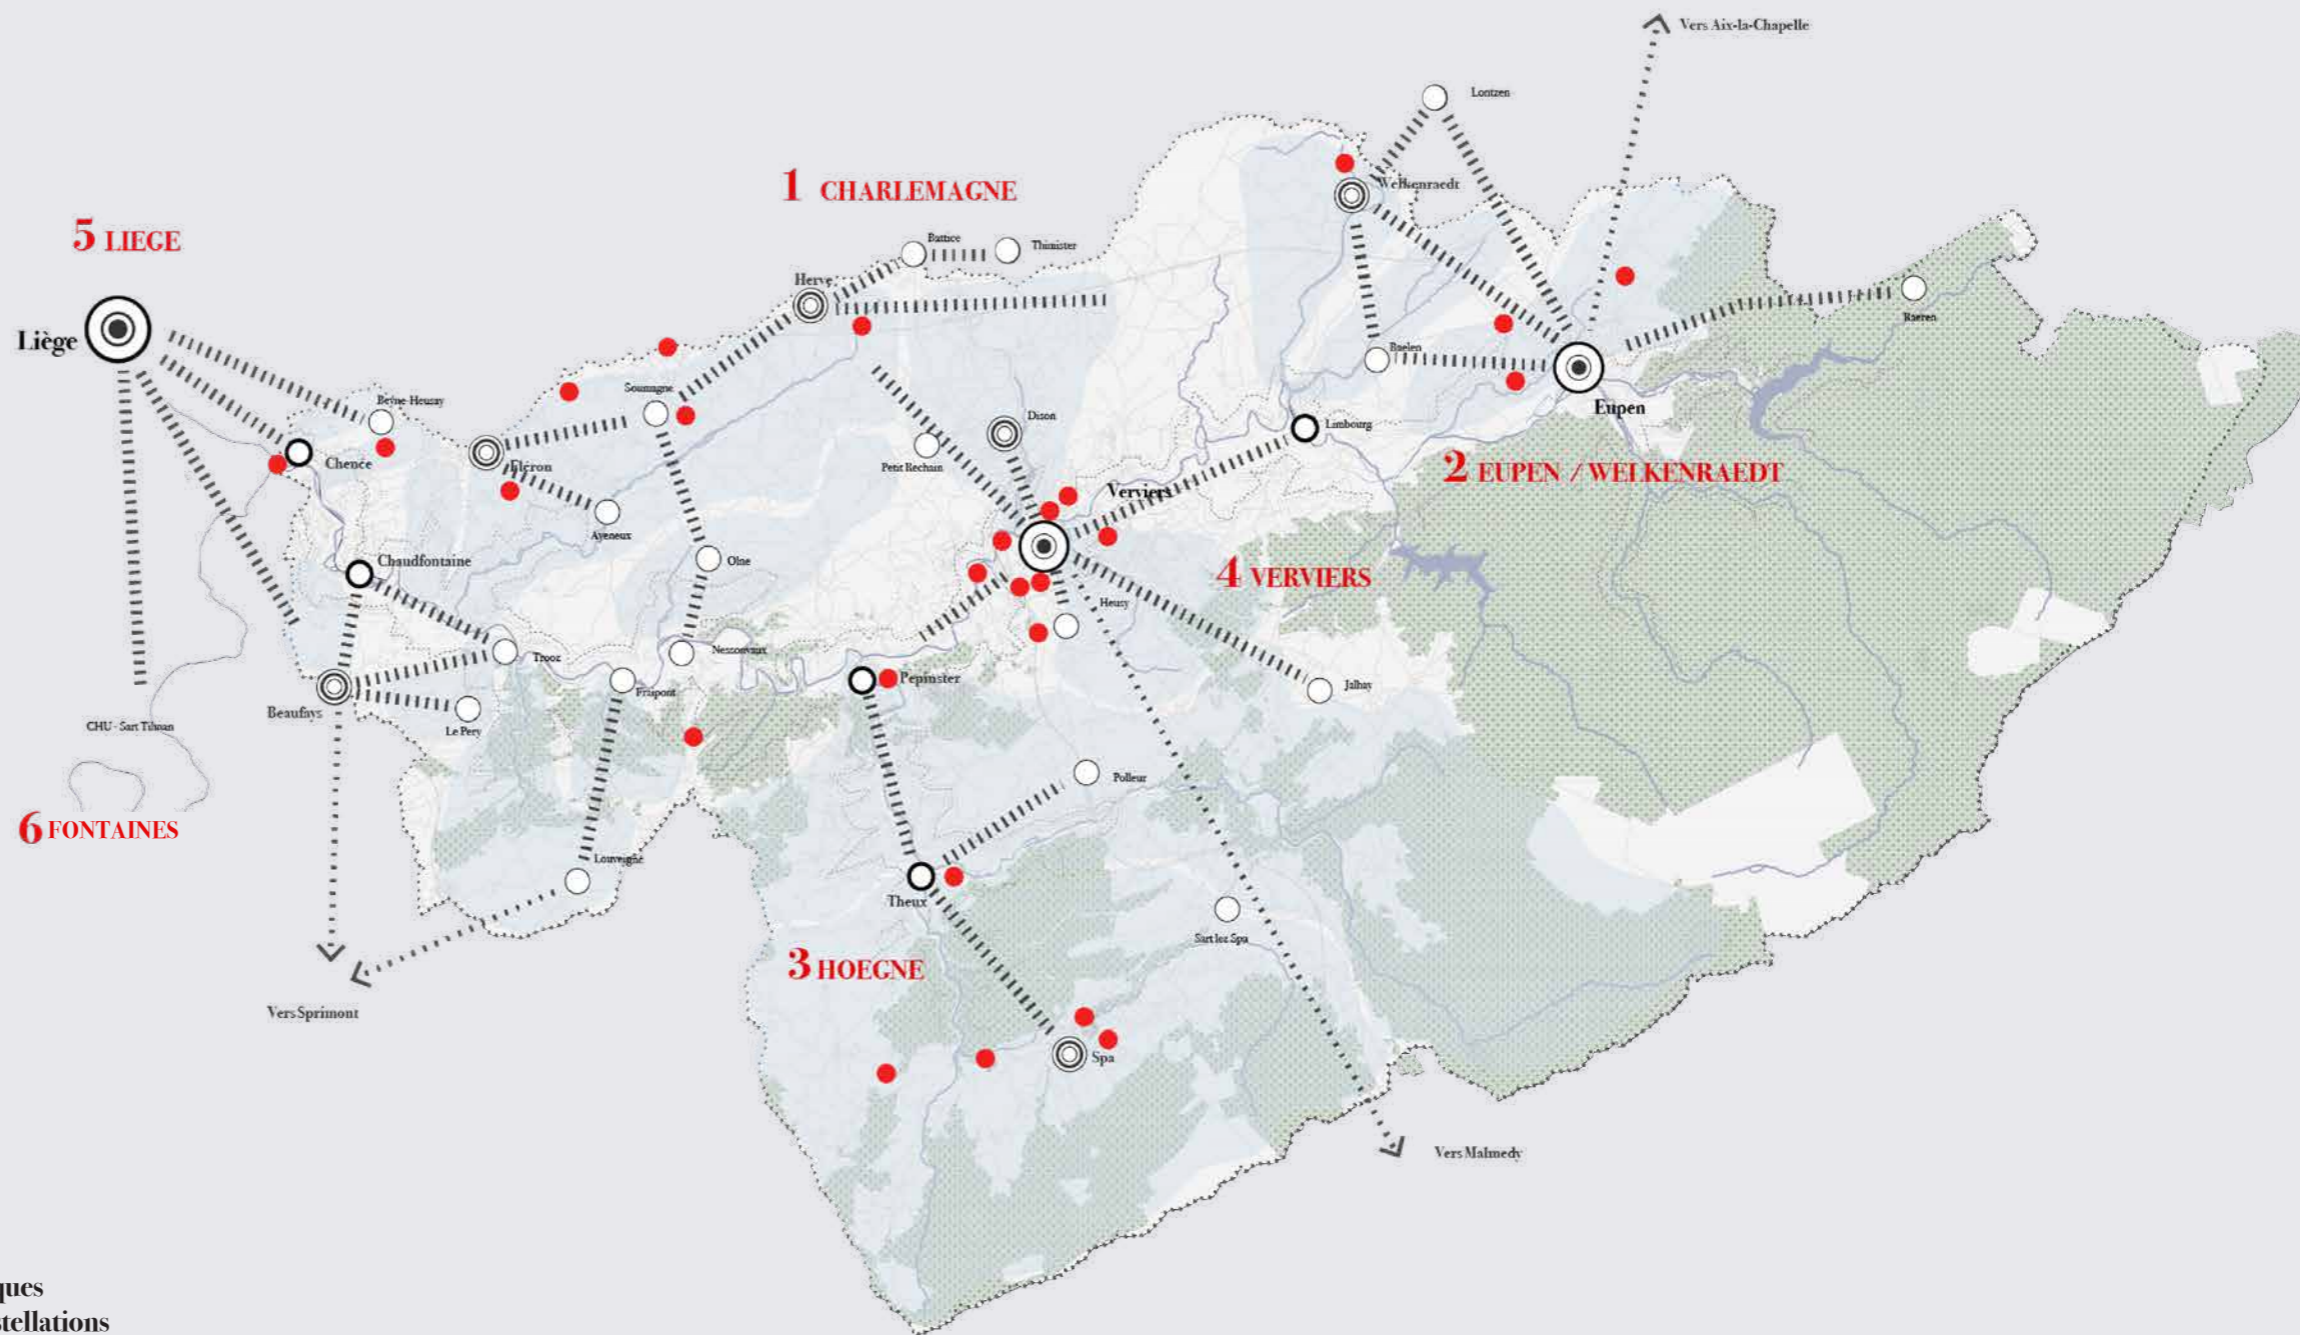 Vers Aix-la-Chapelle
Lontzen
1 CHARLEMAGNE
Welkenraedt
5 LIEGE
Battice
Thimister
Herve
Raeren
Liège
Baelen
Soumagne
Beyne-Heusay
Eupen
Dison
Limbourg
Chenée
Fléron
Petit Rechain
2 EUPEN / WELKENRAEDT
Verviers
Ayeneux
Chaudfontaine
Olne
4 VERVIERS
Heusy
Nessonvaux
Trooz
Pepinster
Jalhay
Fraipont
Beaufays
CHU - Sart Tilman
Le Pery
Polleur
6 FONTAINES
Louveigné
Theux
Sart lez Spa
3 HOEGNE
Vers Sprimont
Spa
Vers Malmedy
ques
stellations